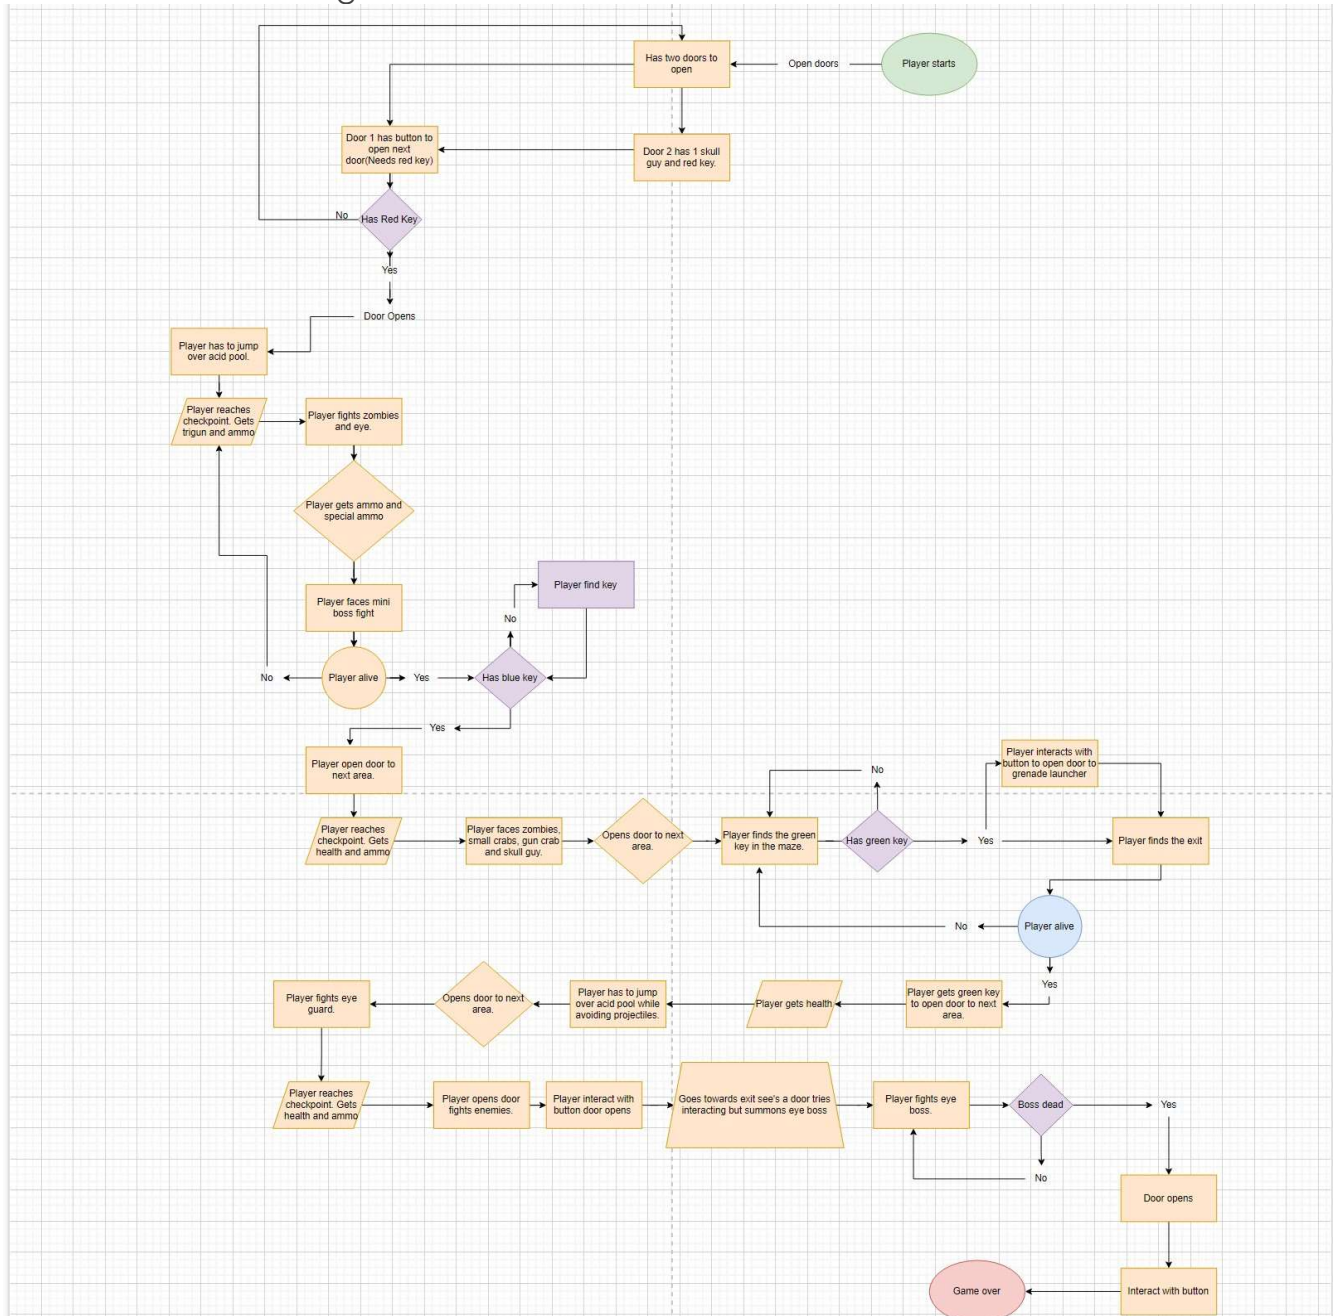 Has two doors to
open
Open doors
Player starts
Door 1 has button to
open next
door(Needs red key)
Door 2 has 1 skull
guy and red key.
No
Has Red Key
Yes
Door Opens
Player has to jump
over acid pool.
Player reaches
checkpoint. Gets
trigun and ammo
Player fights zombies
and eye.
Player gets ammo and
special ammo
Player find key
Player faces mini
boss fight
No
No
Player alive
Yes
Has blue key
Yes
Player open door to
next area.
Player interacts with
button to open door to
grenade launcher
No
Player reaches
checkpoint. Gets
health and ammo
Player faces zombies,
small crabs, gun crab
and skull guy.
Opens door to next
area.
Player finds the green
key in the maze.
Has green key
Yes
Player finds the exit
No
Player alive
Yes
Player fights eye
guard.
Opens door to next
area.
Player has to jump
over acid pool while
avoiding projectiles.
Player gets health
Player gets green key
to open door to next
area.
Player reaches
checkpoint. Gets
health and ammo
Player opens door
fights enemies.
Player interact with
button door opens
Goes towards exit see's a door tries
interacting but summons eye boss
Player fights eye
boss.
Boss dead
Yes
No
Door opens
Game over
Interact with button